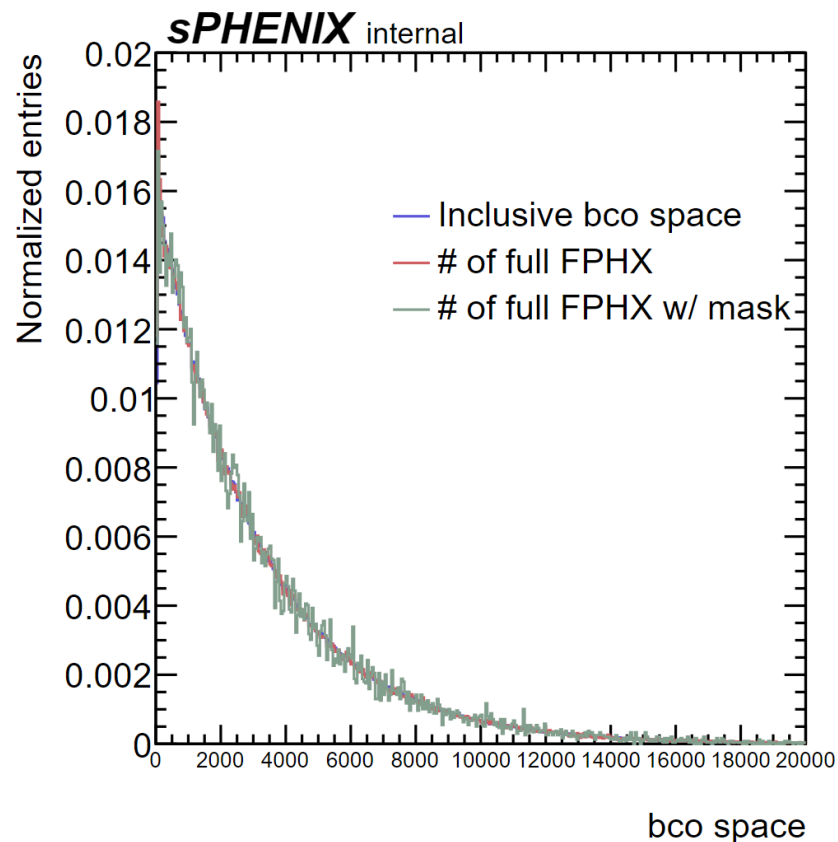 sPHENIX internal
Normalized entries
0.02
0.018
0.016
0.014
0.012
0.01
0.008
0.006
0.004
0.002
0
Inclusive bco space
# of full FPHX
# of full FPHX w/ mask
0 2000 4000 6000 8000 10000 12000 14000 16000 18000 20000
bco space